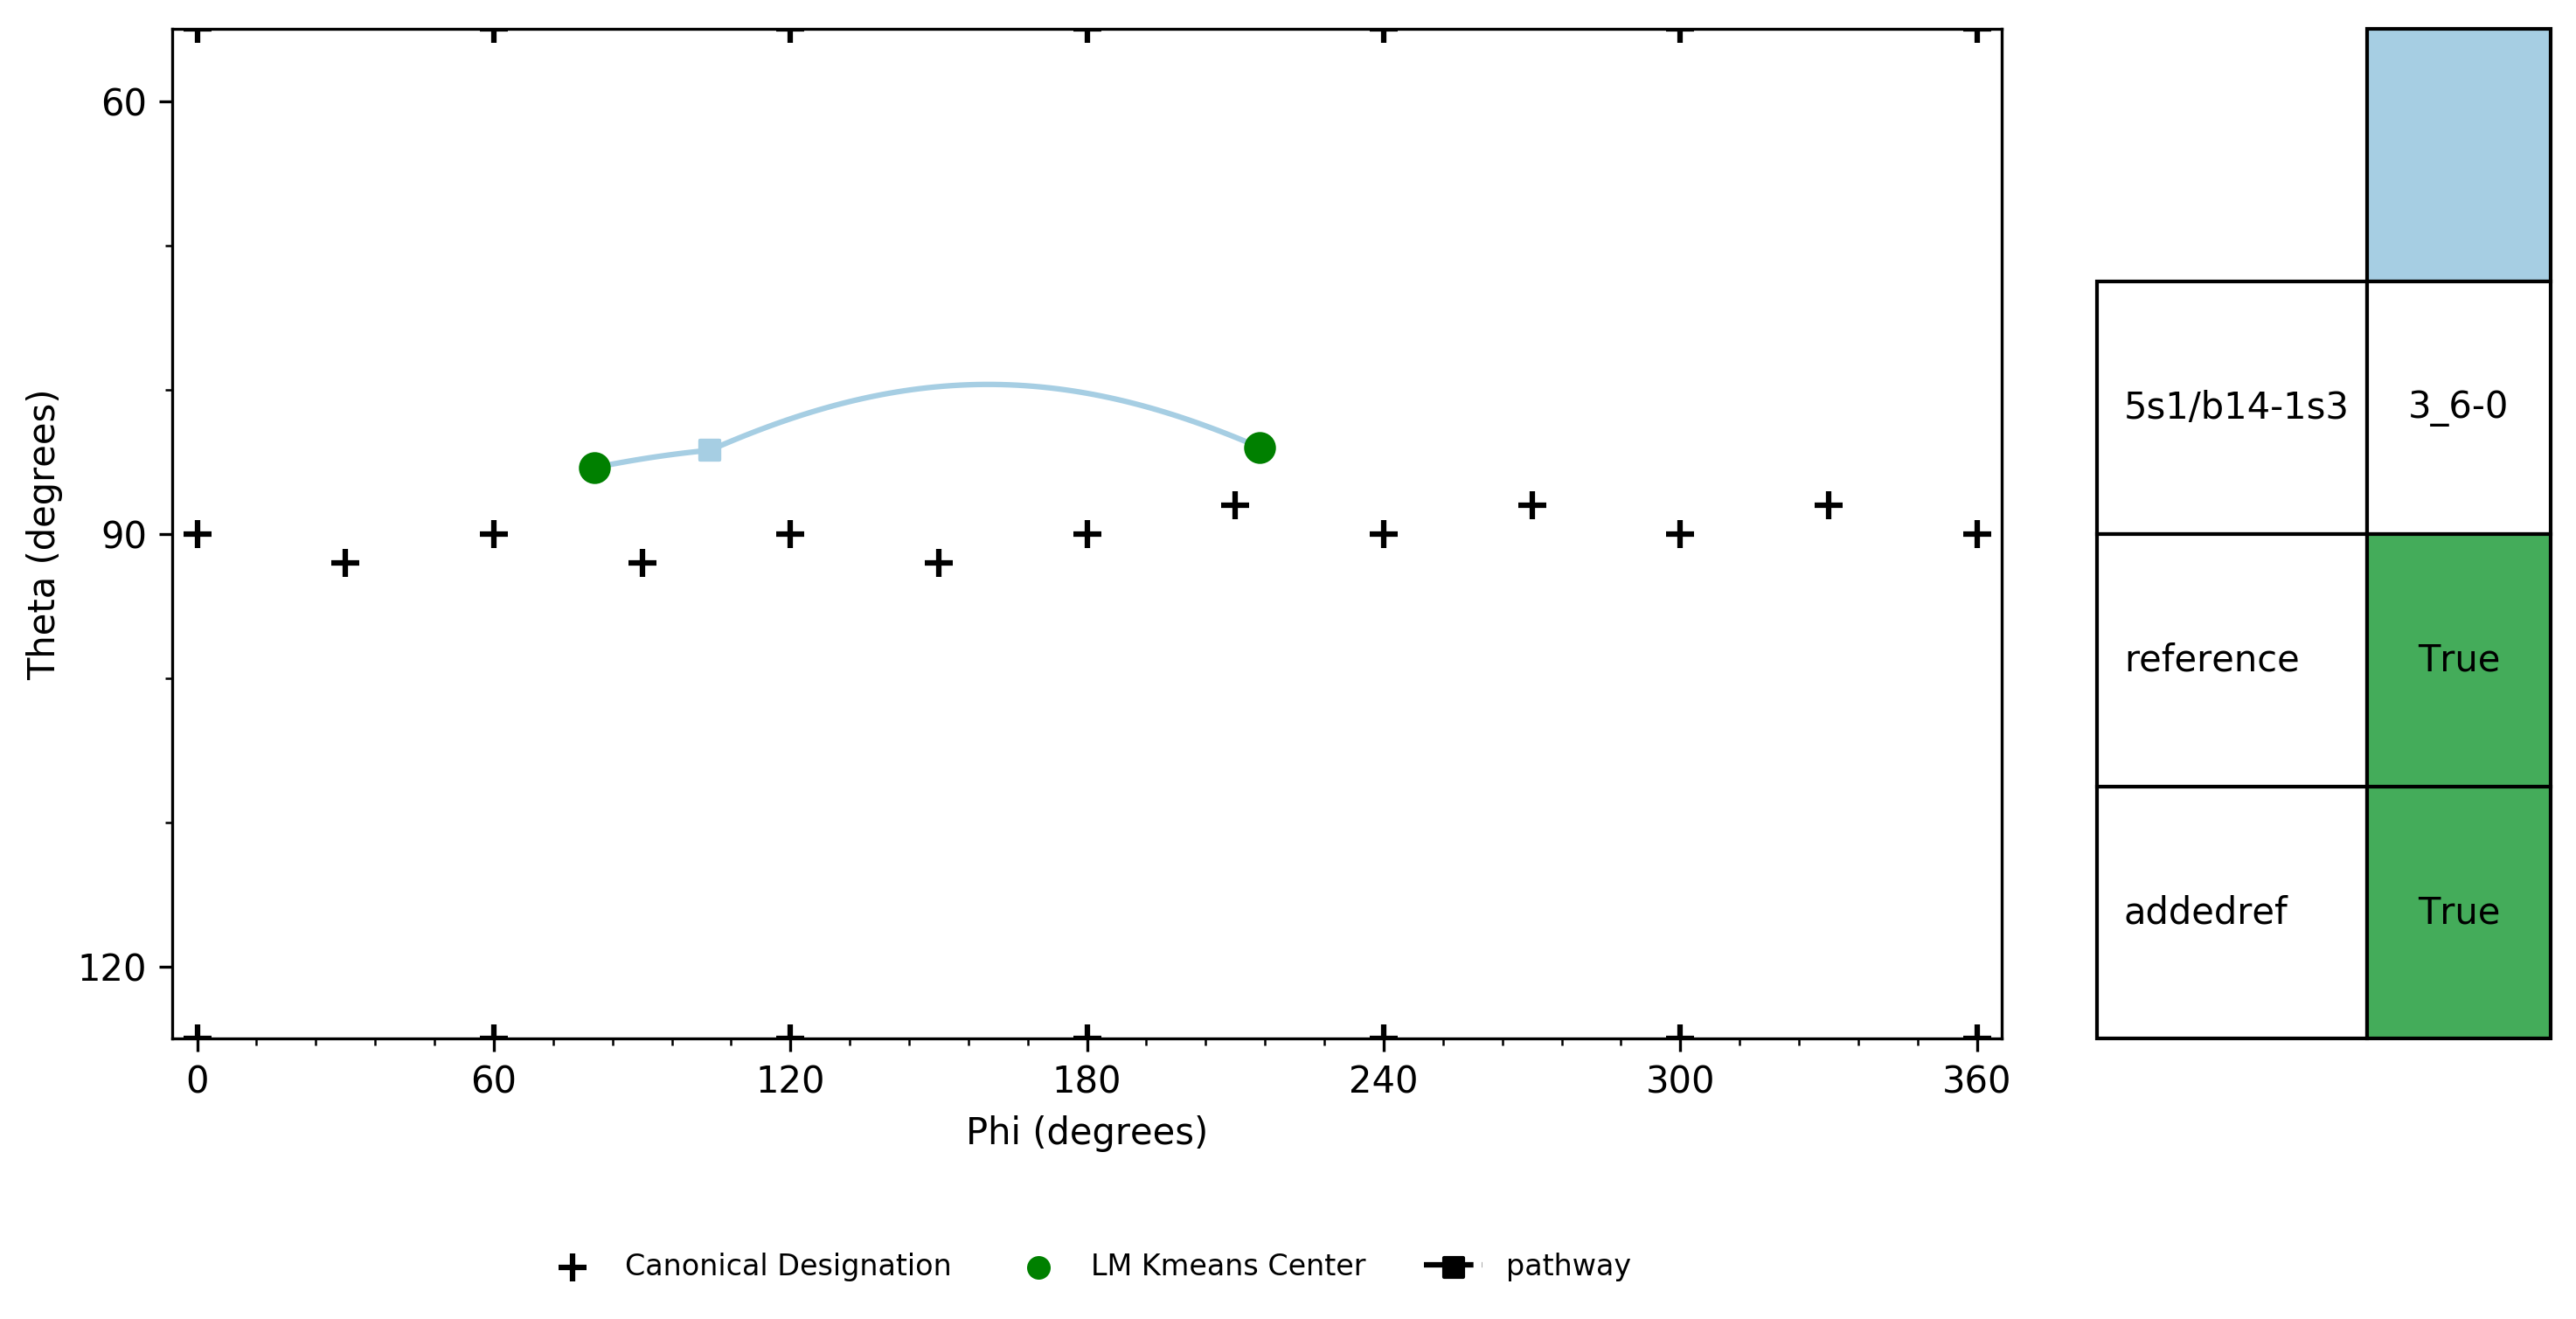 60
90
120
Theta (degrees)
0 60 120 180 240 300 360
Phi (degrees)
Canonical Designation LM Kmeans Center pathway
5s1/b14-1s3 3_6-0
reference True
addedref True